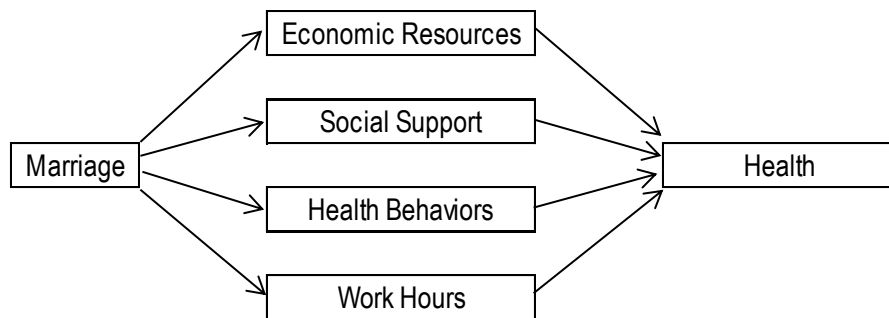 Economic Resources
Social Support
Marriage
Health
Health Behaviors
Work Hours